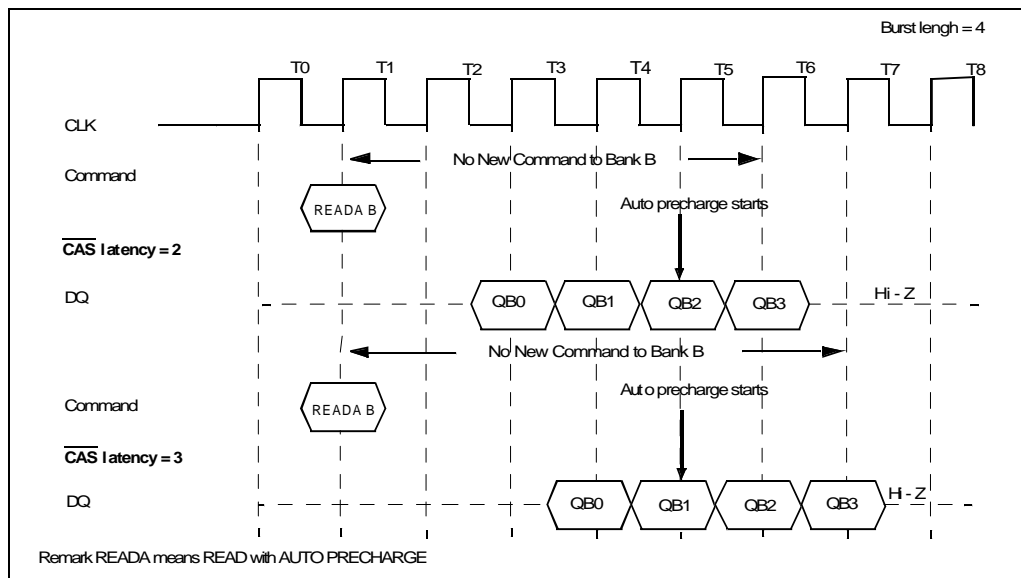 Burst lengh = 4
T0 T1 T2 T3 T4 T5 T6 T7 T8
CLK
No New Command to Bank B
Command
READA B
Auto precharge starts
CAS latency = 2
DQ
QB0 QB1 QB2 QB3
Hi - Z
No New Command to Bank B
Auto precharge starts
Command
READA B
CAS latency = 3
DQ
QB0 QB1 QB2 QB3
Hi - Z
Remark READA means READ with AUTO PRECHARGE